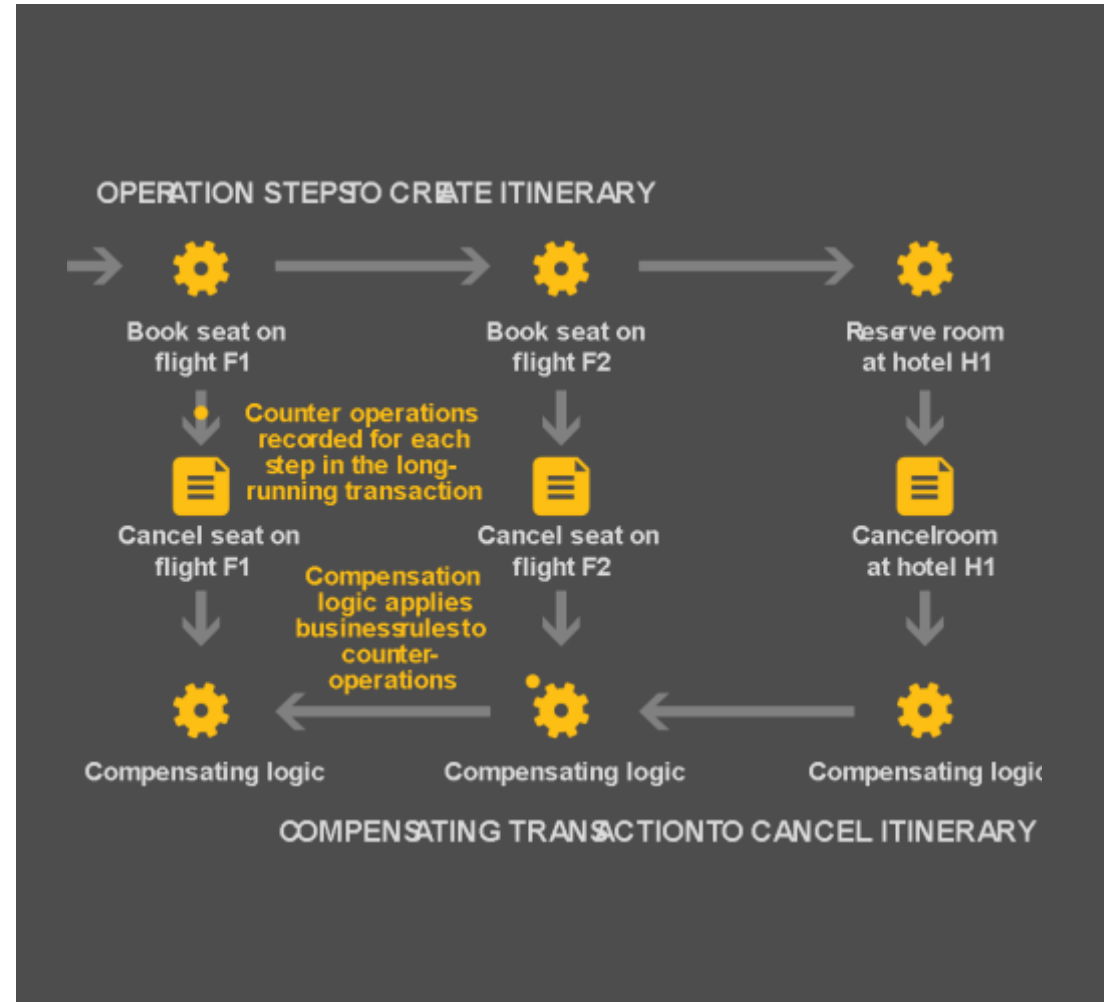 OPERATION STEPS TO CREATE ITINERARY
Book seat on
flight F1
Book seat on
flight F2
Reserve room
at hotel H1
Counter operations
recorded for each
step in the long-
running transaction
Cancel seat on
flight F1
Cancel seat on
flight F2
Cancelroom
at hotel H1
Compensation
logic applies
businessrulesto
counter-
operations
Compensating logic
Compensating logic
Compensating logic
COMPENSATING TRANSACTIONTO CANCEL ITINERARY